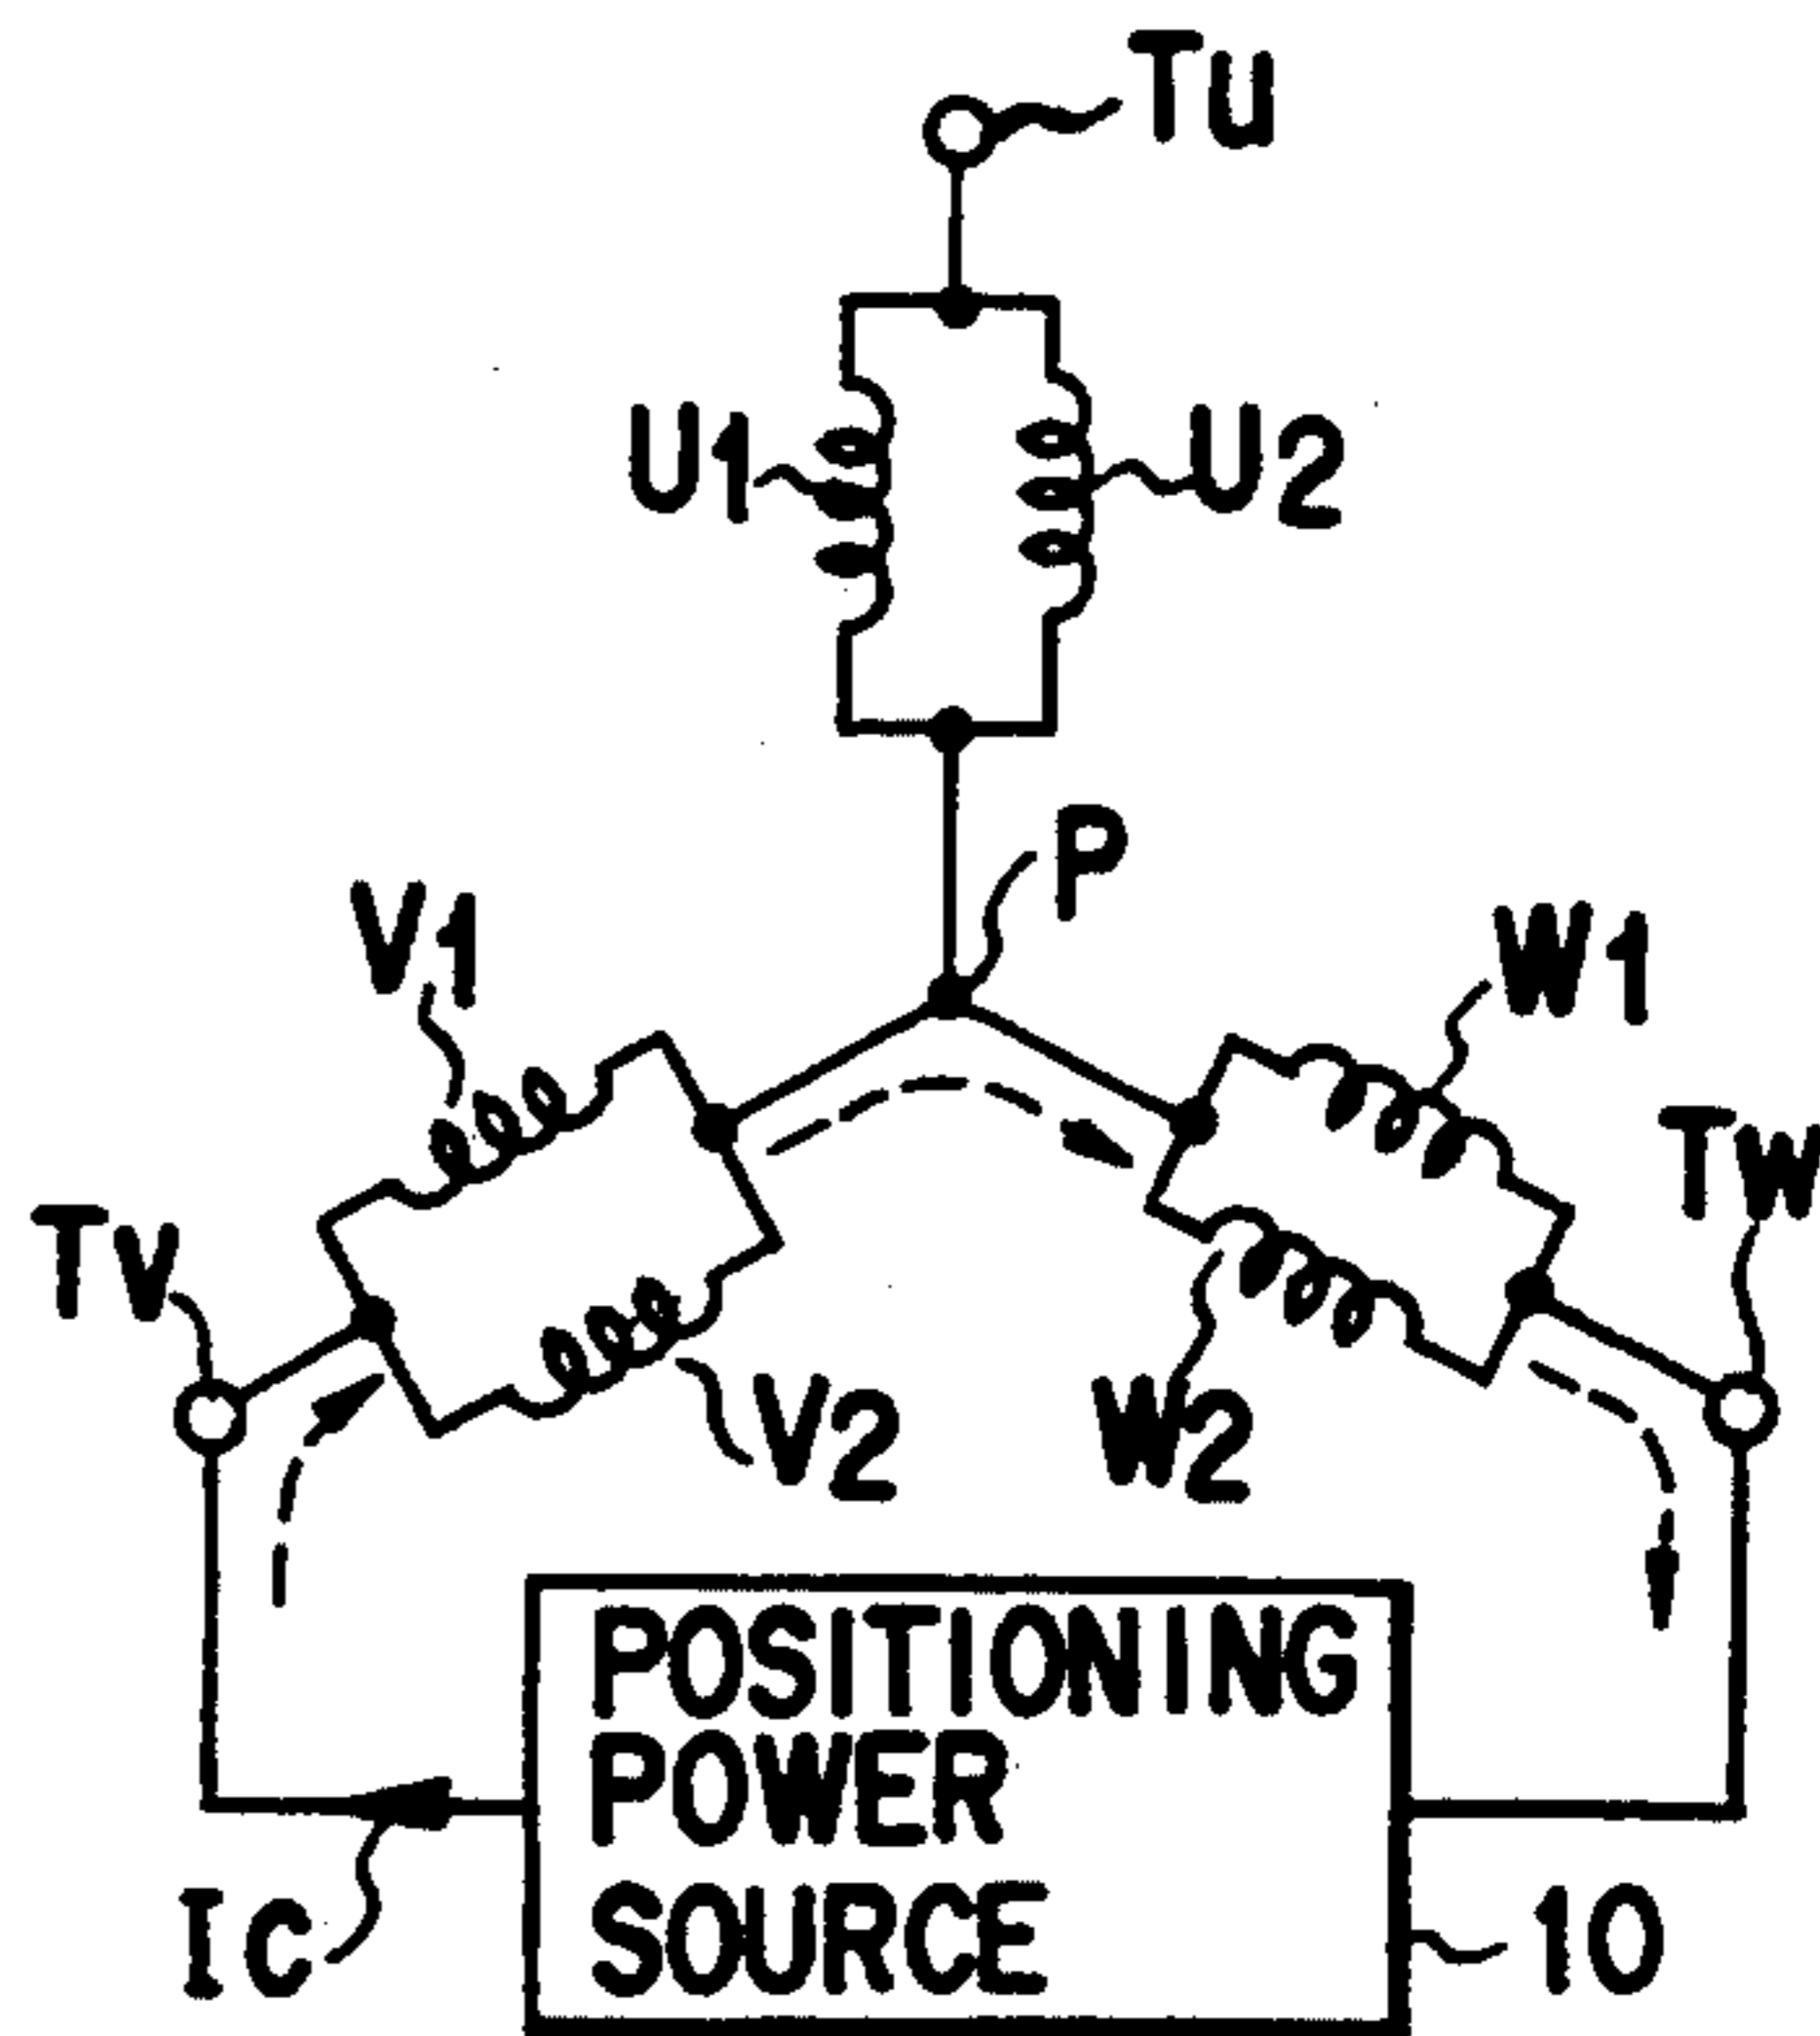 TU
U1
U2
P
V1
W1
TV
TW
V2
W2
POSITIONING
POWER
SOURCE
IC
10